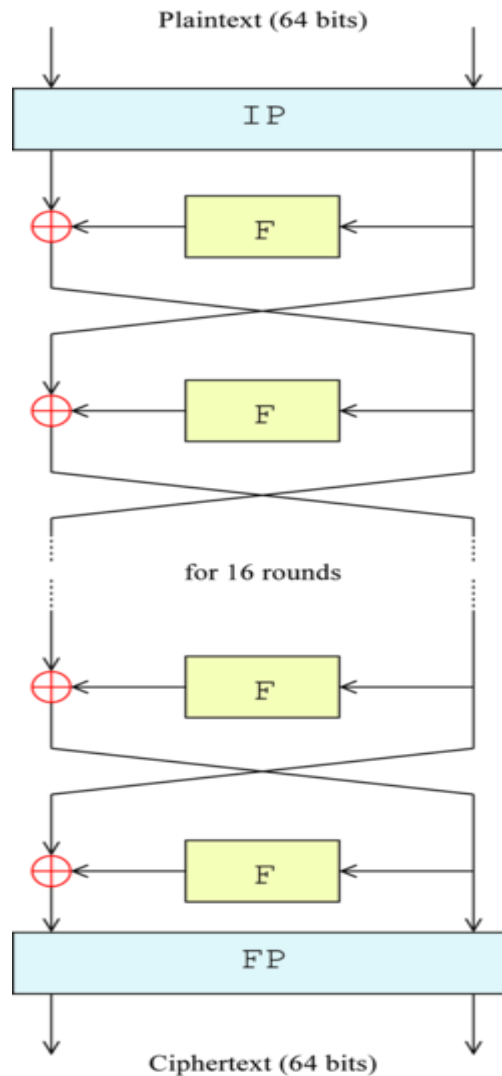 Plaintext (64 bits)
IP
F
F
for 16 rounds
F
F
FP
Ciphertext (64 bits)